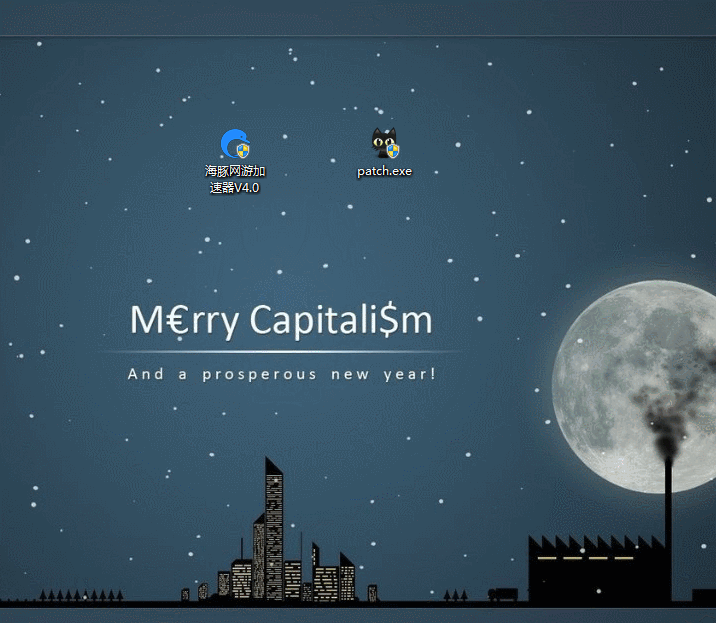 海豚网游加
速器V4.0
patch.exe
M€rry Capitali$m
And a prosperous new year!